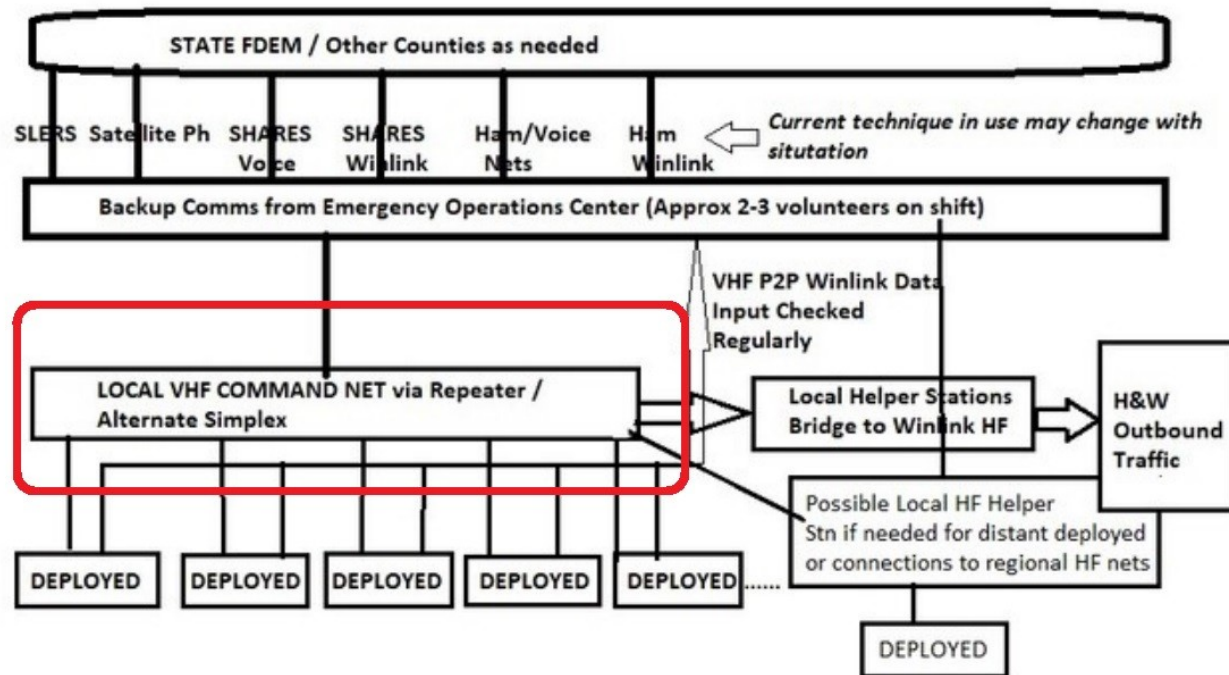 STATE FDEM / Other Counties as needed
SLERS Satellite Ph SHARES SHARES Ham/Voice Ham
Voice Winlink Nets Winlink
Current technique in use may change with
situtation
Backup Comms from Emergency Operations Center (Approx 2-3 volunteers on shift)
VHF P2P Winlink Data
Input Checked
Regularly
LOCAL VHF COMMAND NET via Repeater /
Alternate Simplex
Local Helper Stations
Bridge to Winlink HF
H&W
Outbound
Traffic
Possible Local HF Helper
Stn if needed for distant deployed
or connections to regional HF nets
DEPLOYED DEPLOYED DEPLOYED DEPLOYED DEPLOYED......
DEPLOYED